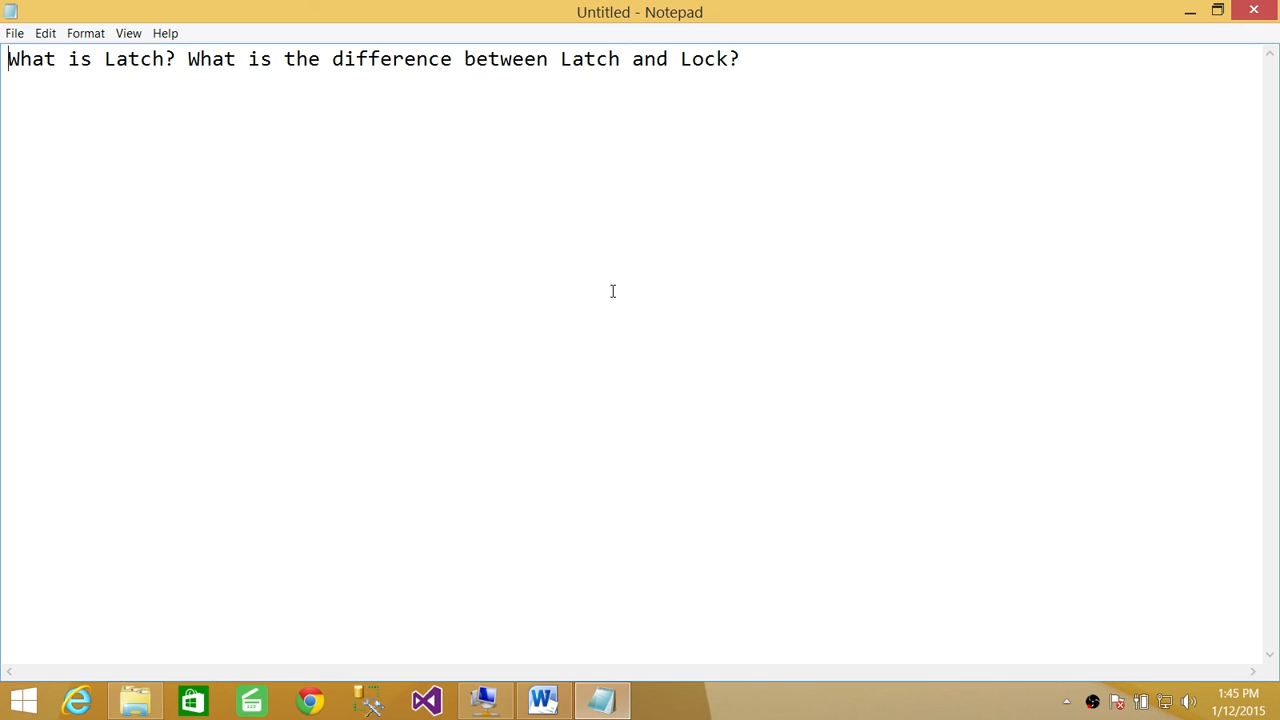 Untitled - Notepad
File Edit Format View Help
What is Latch? What is the difference between Latch and Lock?
1:45 PM
1/12/2015